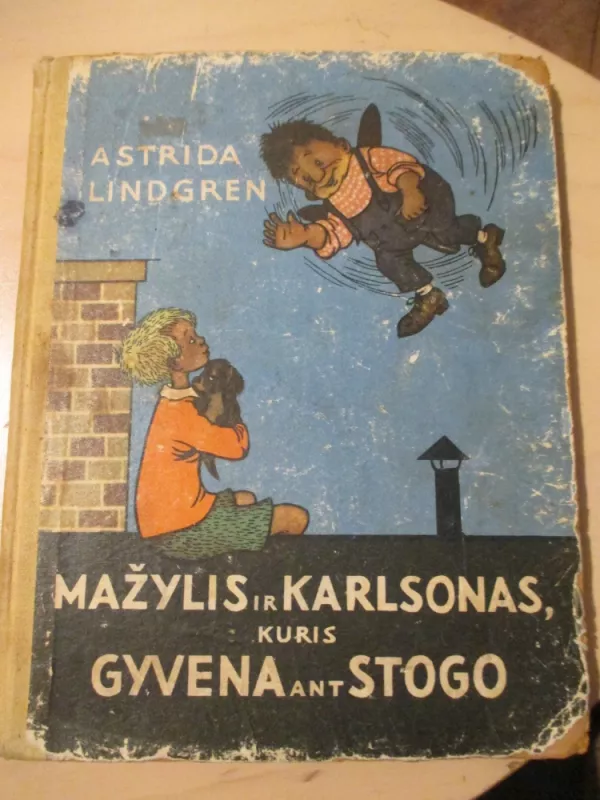 ASTRIDA
LINDGREN
MAŽYLIS IR KARLSONAS,
KURIS
GYVENA ANT STOGO